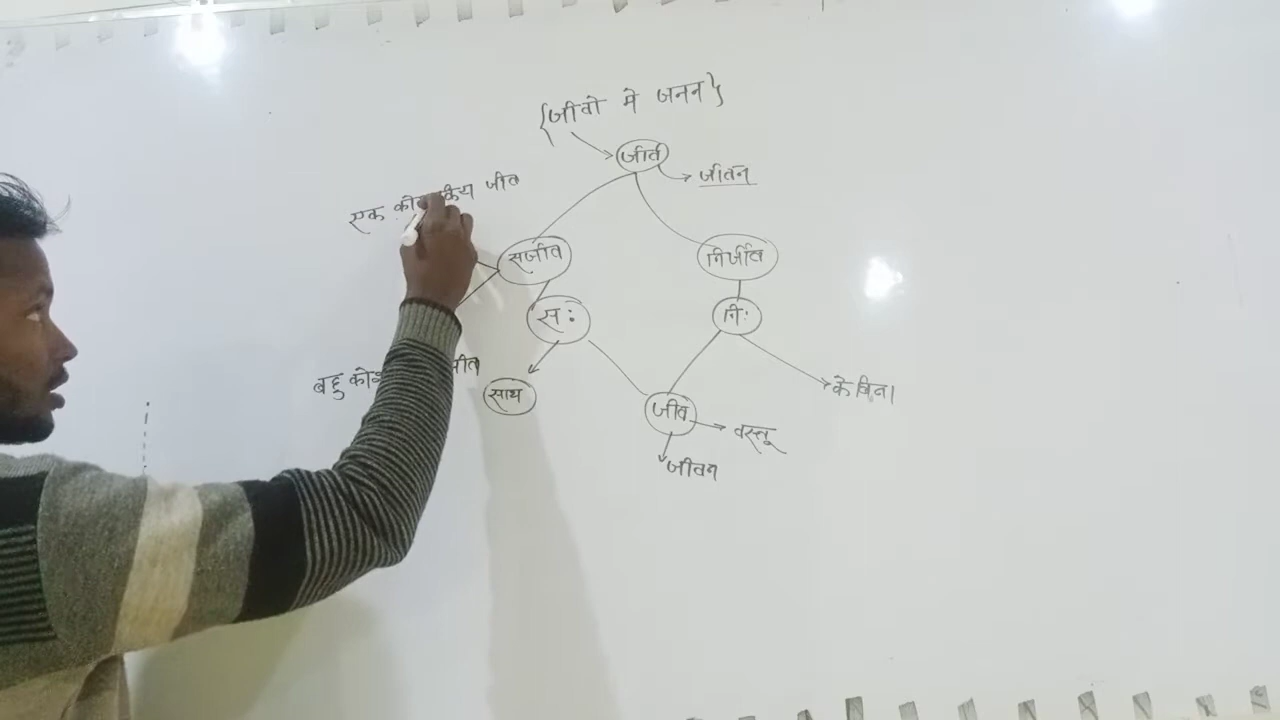 {जीवो मे जनन}
जीव
जीवन
एक जीव
सजीव
निर्जीव
स:
नि:
बहु
साथ
के बिना
जीव
वस्तू
जीवन